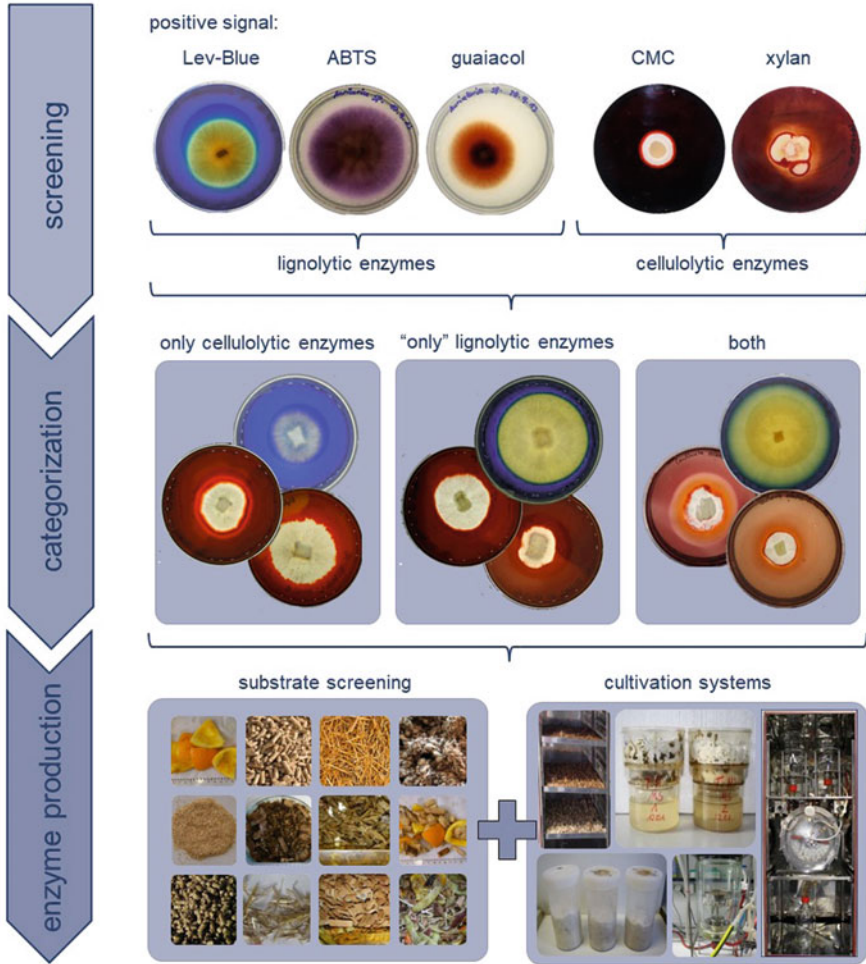 positive signal:
Lev-Blue ABTS guaiacol CMC xylan
screening
lignolytic enzymes cellulolytic enzymes
only cellulolytic enzymes “only” lignolytic enzymes both
categorization
substrate screening cultivation systems
enzyme production